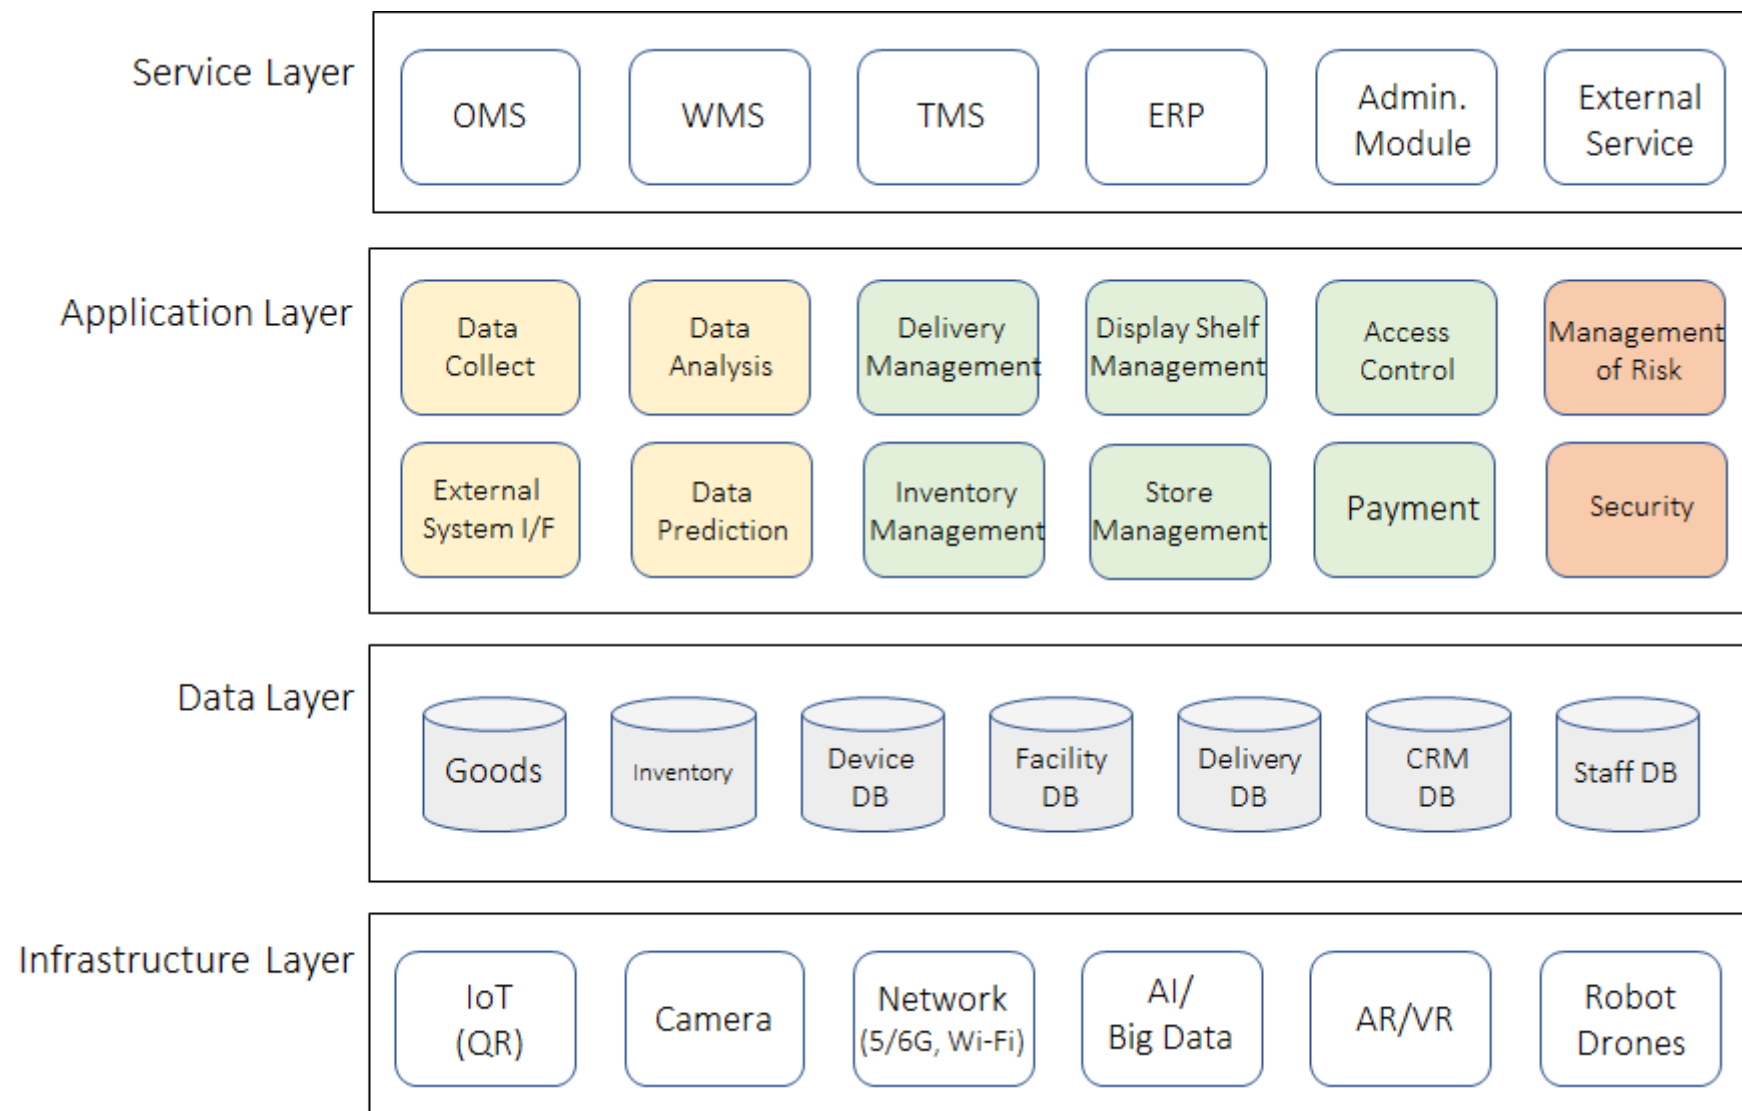 Service Layer
OMS
WMS
TMS
ERP
Admin.
Module
External
Service
Application Layer
Data
Collect
Data
Analysis
Delivery
Management
Display Shelf
Management
Access
Control
Management
of Risk
External
System I/F
Data
Prediction
Inventory
Management
Store
Management
Payment
Security
Data Layer
Goods
Inventory
Device
DB
Facility
DB
Delivery
DB
CRM
DB
Staff DB
Infrastructure Layer
IoT
(QR)
Camera
Network
(5/6G, Wi-Fi)
AI/
Big Data
AR/VR
Robot
Drones